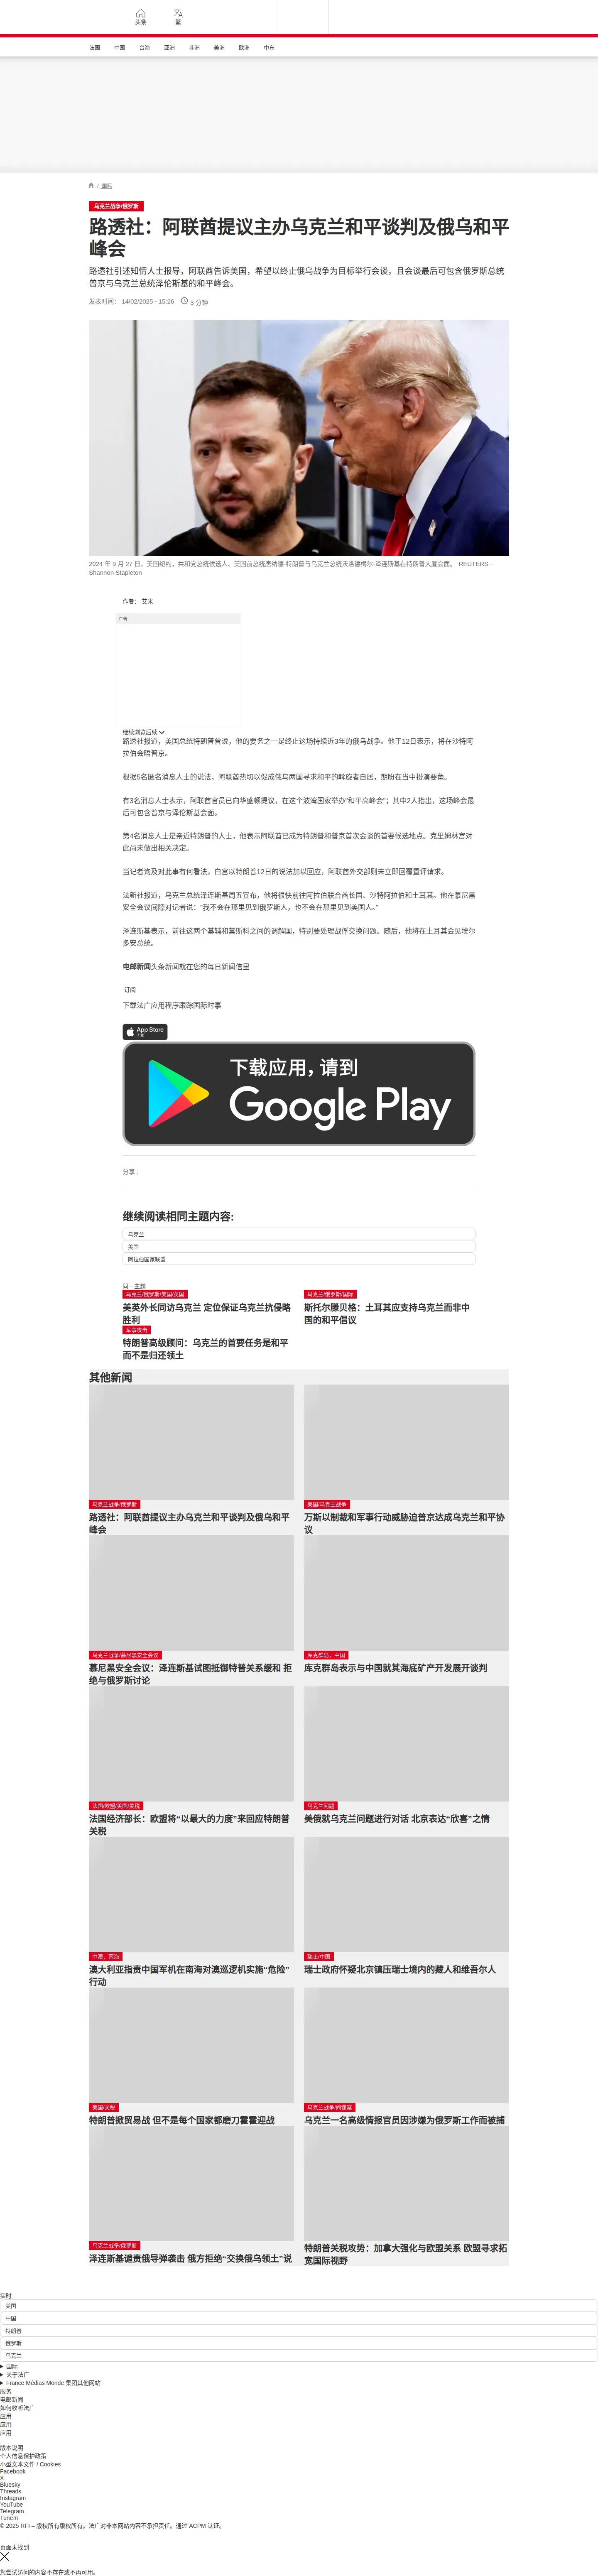 头条
繁
法国 中国 台海 亚洲 非洲 美洲 欧洲 中东
/ 国际
乌克兰战争/俄罗斯
路透社：阿联酋提议主办乌克兰和平谈判及俄乌和平
峰会
路透社引述知情人士报导，阿联酋告诉美国，希望以终止俄乌战争为目标举行会谈，且会谈最后可包含俄罗斯总统
普京与乌克兰总统泽伦斯基的和平峰会。
发表时间： 14/02/2025 - 15:26 3 分钟
2024 年 9 月 27 日，美国纽约，共和党总统候选人、美国前总统唐纳德·特朗普与乌克兰总统沃洛德梅尔·泽连斯基在特朗普大厦会面。 REUTERS -
Shannon Stapleton
作者： 艾米
广告
继续浏览后续
路透社报道，美国总统特朗普曾说，他的要务之一是终止这场持续近3年的俄乌战争。他于12日表示，将在沙特阿
拉伯会晤普京。
根据5名匿名消息人士的说法，阿联酋热切以促成俄乌两国寻求和平的斡旋者自居，期盼在当中扮演要角。
有3名消息人士表示，阿联酋官员已向华盛顿提议，在这个波湾国家举办“和平高峰会”；其中2人指出，这场峰会最
后可包含普京与泽伦斯基会面。
第4名消息人士是亲近特朗普的人士，他表示阿联酋已成为特朗普和普京首次会谈的首要候选地点。克里姆林宫对
此尚未做出相关决定。
当记者询及对此事有何看法，白宫以特朗普12日的说法加以回应，阿联酋外交部则未立即回覆置评请求。
法新社报道，乌克兰总统泽连斯基周五宣布，他将很快前往阿拉伯联合酋长国、沙特阿拉伯和土耳其。他在慕尼黑
安全会议间隙对记者说：“我不会在那里见到俄罗斯人，也不会在那里见到美国人。”
泽连斯基表示，前往这两个基辅和莫斯科之间的调解国，特别要处理战俘交换问题。随后，他将在土耳其会见埃尔
多安总统。
电邮新闻头条新闻就在您的每日新闻信里
订阅
下载法广应用程序跟踪国际时事
App Store
下载
下载应用，请到
Google Play
分享 :
继续阅读相同主题内容:
乌克兰
美国
阿拉伯国家联盟
同一主题
乌克兰/俄罗斯/美国/英国
美英外长同访乌克兰 定位保证乌克兰抗侵略
胜利
乌克兰/俄罗斯/国际
斯托尔滕贝格：土耳其应支持乌克兰而非中
国的和平倡议
军事攻击
特朗普高级顾问：乌克兰的首要任务是和平
而不是归还领土
其他新闻
乌克兰战争/俄罗斯
路透社：阿联酋提议主办乌克兰和平谈判及俄乌和平
峰会
美国/乌克兰战争
万斯以制裁和军事行动威胁迫普京达成乌克兰和平协
议
乌克兰战争/慕尼黑安全会议
慕尼黑安全会议：泽连斯基试图抵御特普关系缓和 拒
绝与俄罗斯讨论
库克群岛，中国
库克群岛表示与中国就其海底矿产开发展开谈判
法国/欧盟/美国/关税
法国经济部长：欧盟将“以最大的力度”来回应特朗普
关税
乌克兰问题
美俄就乌克兰问题进行对话 北京表达“欣喜”之情
中澳，南海
澳大利亚指责中国军机在南海对澳巡逻机实施“危险”
行动
瑞士/中国
瑞士政府怀疑北京镇压瑞士境内的藏人和维吾尔人
美国/关税
特朗普掀贸易战 但不是每个国家都磨刀霍霍迎战
乌克兰战争/间谍案
乌克兰一名高级情报官员因涉嫌为俄罗斯工作而被捕
乌克兰战争/俄罗斯
泽连斯基谴责俄导弹袭击 俄方拒绝“交换俄乌领土”说
特朗普关税攻势：加拿大强化与欧盟关系 欧盟寻求拓
宽国际视野
实时
美国
中国
特朗普
俄罗斯
乌克兰
国际
关于法广
France Médias Monde 集团其他网站
服务
电邮新闻
如何收听法广
应用
应用
应用
版本说明
个人信息保护政策
小型文本文件 / Cookies
Facebook
X
Bluesky
Threads
Instagram
YouTube
Telegram
TuneIn
© 2025 RFI – 版权所有版权所有。法广对非本网站内容不承担责任。通过 ACPM 认证。
页面未找到
您尝试访问的内容不存在或不再可用。